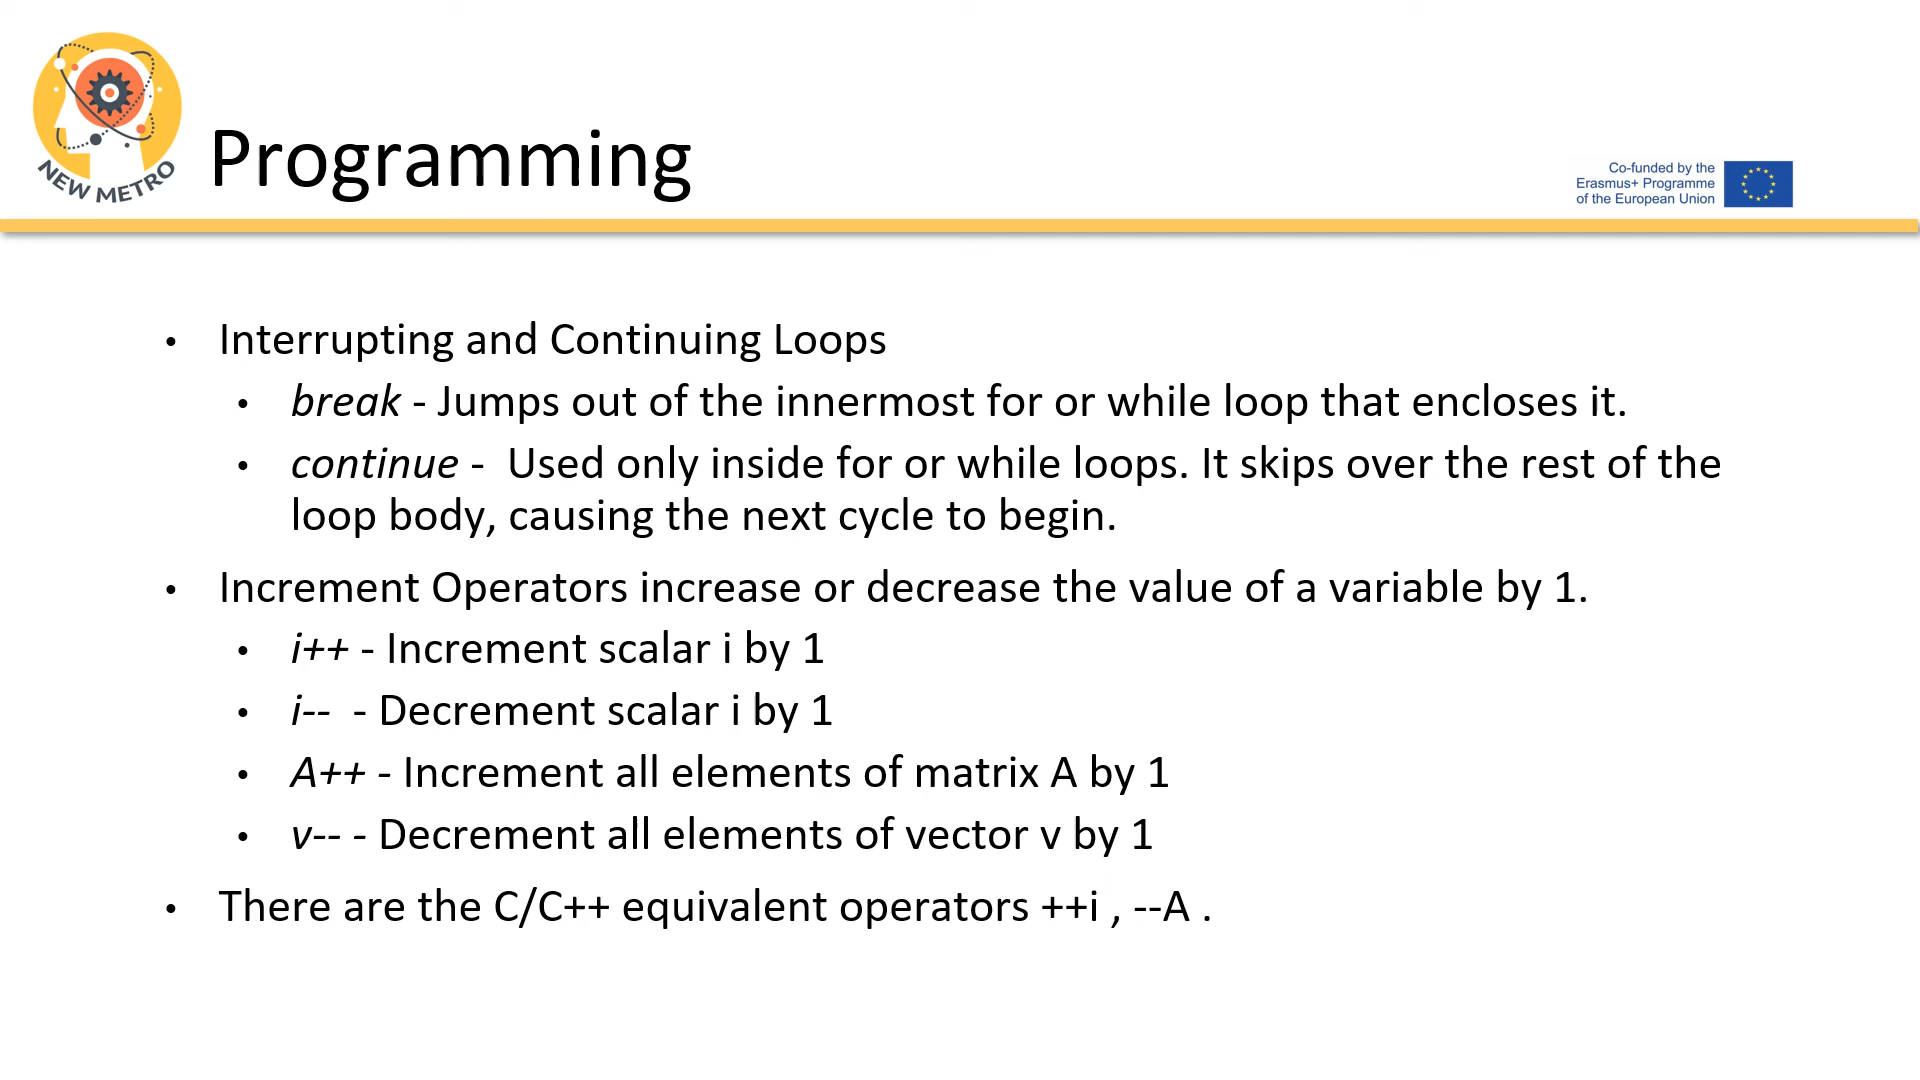 NEW METRO
Programming
Co-funded by the
Erasmus+ Programme
of the European Union
• Interrupting and Continuing Loops
• break - Jumps out of the innermost for or while loop that encloses it.
• continue -  Used only inside for or while loops. It skips over the rest of the
loop body, causing the next cycle to begin.
• Increment Operators increase or decrease the value of a variable by 1.
• i++ - Increment scalar i by 1
• i--  - Decrement scalar i by 1
• A++ - Increment all elements of matrix A by 1
• v-- - Decrement all elements of vector v by 1
• There are the C/C++ equivalent operators ++i , --A .